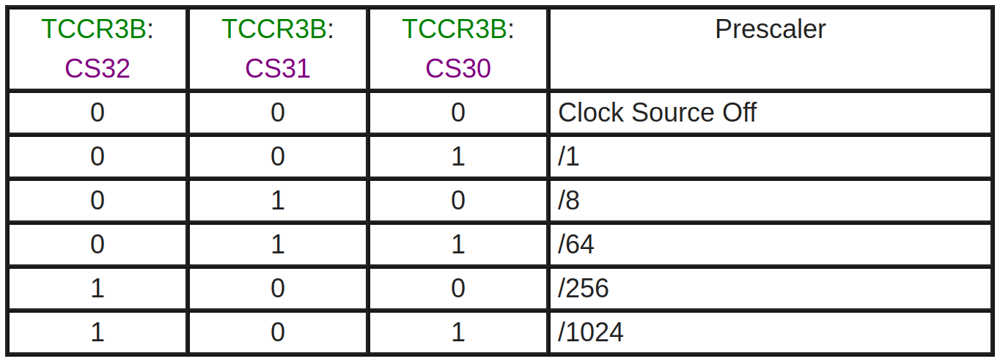 TCCR3B: TCCR3B: TCCR3B: Prescaler
CS32 CS31 CS30
0 0 0 Clock Source Off
0 0 1 /1
0 1 0 /8
0 1 1 /64
1 0 0 /256
1 0 1 /1024